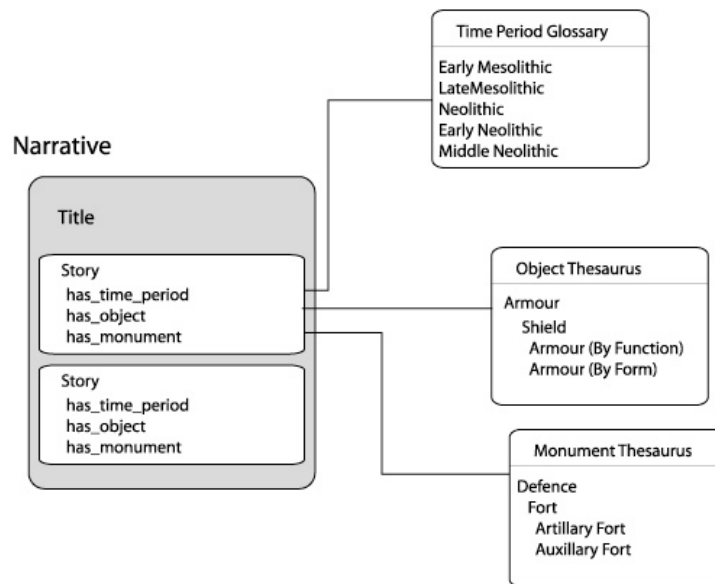 Narrative
Title
Story
has_time_period
has_object
has_monument
Story
has_time_period
has_object
has_monument
Time Period Glossary
Early Mesolithic
LateMesolithic
Neolithic
Early Neolithic
Middle Neolithic
Object Thesaurus
Armour
Shield
Armour (By Function)
Armour (By Form)
Monument Thesaurus
Defence
Fort
Artillary Fort
Auxillary Fort